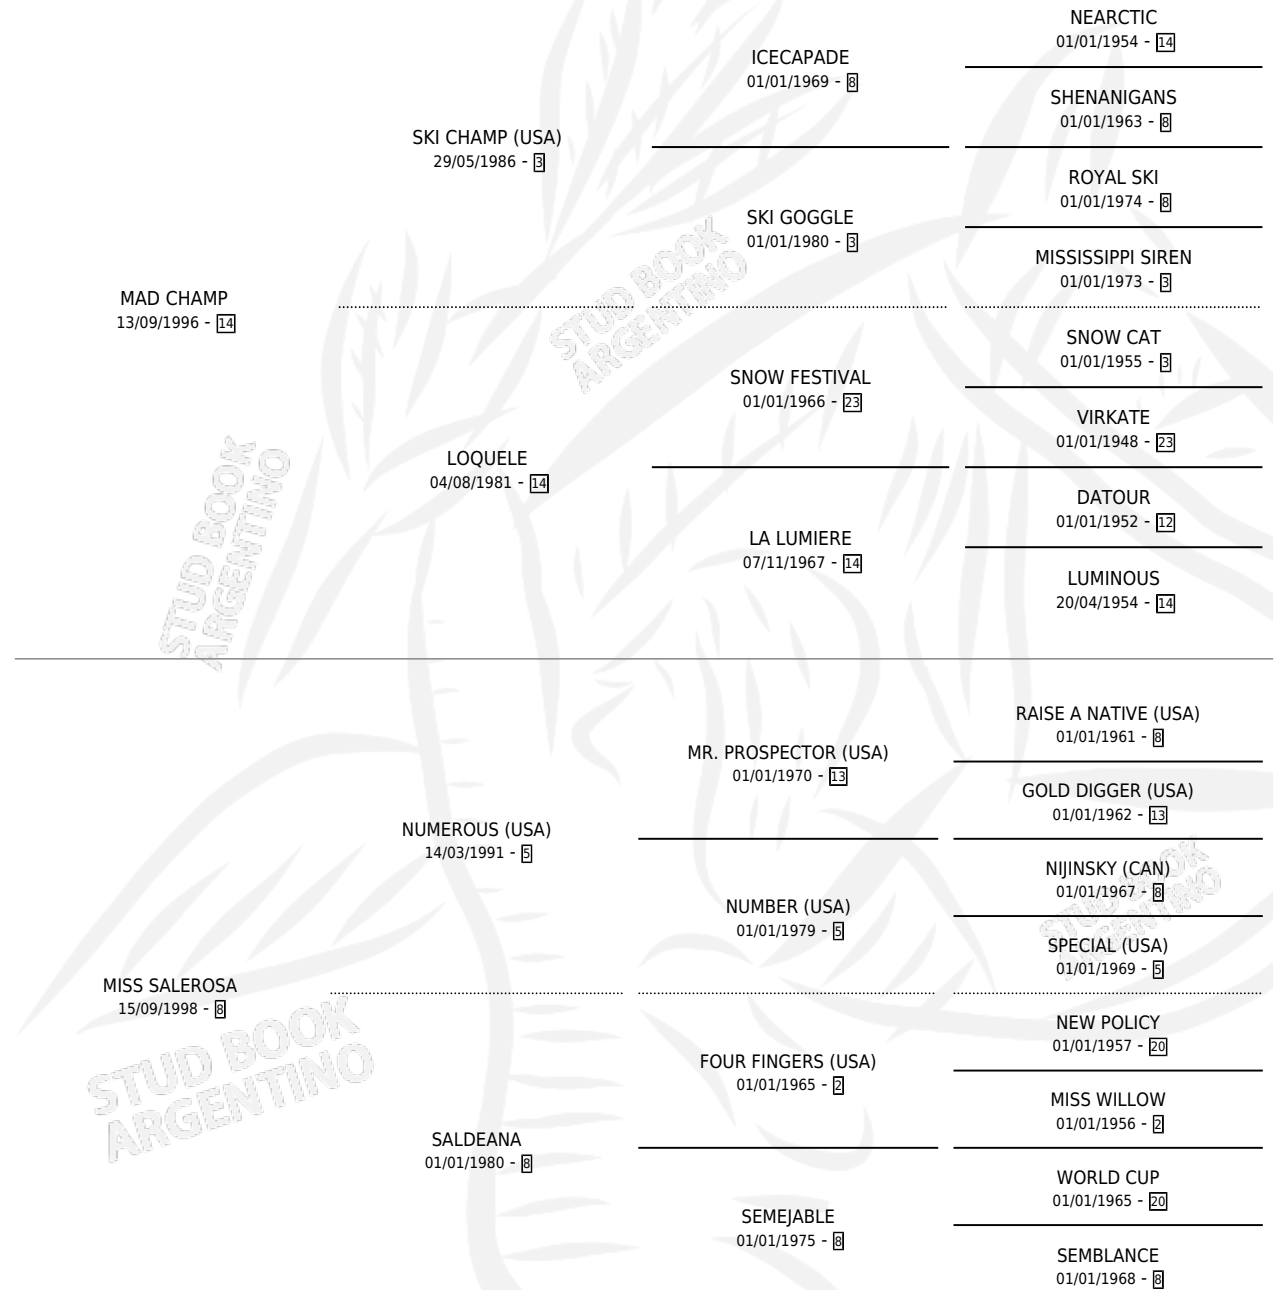 NEARCTIC
01/01/1954 - 14
ICECAPADE
01/01/1969 - 8
SHENANIGANS
01/01/1963 - 8
SKI CHAMP (USA)
29/05/1986 - 3
ROYAL SKI
01/01/1974 - 8
SKI GOGGLE
01/01/1980 - 3
MISSISSIPPI SIREN
01/01/1973 - 3
MAD CHAMP
13/09/1996 - 14
SNOW CAT
01/01/1955 - 3
SNOW FESTIVAL
01/01/1966 - 23
VIRKATE
01/01/1948 - 23
LOQUELE
04/08/1981 - 14
DATOUR
01/01/1952 - 12
LA LUMIERE
07/11/1967 - 14
LUMINOUS
20/04/1954 - 14
RAISE A NATIVE (USA)
01/01/1961 - 8
MR. PROSPECTOR (USA)
01/01/1970 - 13
GOLD DIGGER (USA)
01/01/1962 - 13
NUMEROUS (USA)
14/03/1991 - 5
NIJINSKY (CAN)
01/01/1967 - 8
NUMBER (USA)
01/01/1979 - 5
SPECIAL (USA)
01/01/1969 - 5
MISS SALEROSA
15/09/1998 - 8
NEW POLICY
01/01/1957 - 20
FOUR FINGERS (USA)
01/01/1965 - 2
MISS WILLOW
01/01/1956 - 2
SALDEANA
01/01/1980 - 8
WORLD CUP
01/01/1965 - 20
SEMEJABLE
01/01/1975 - 8
SEMBLANCE
01/01/1968 - 8
STUD BOOK
ARGENTINO
STUD BOOK
ARGENTINO
STUD BOOK
ARGENTINO
STUD BOOK
ARGENTINO